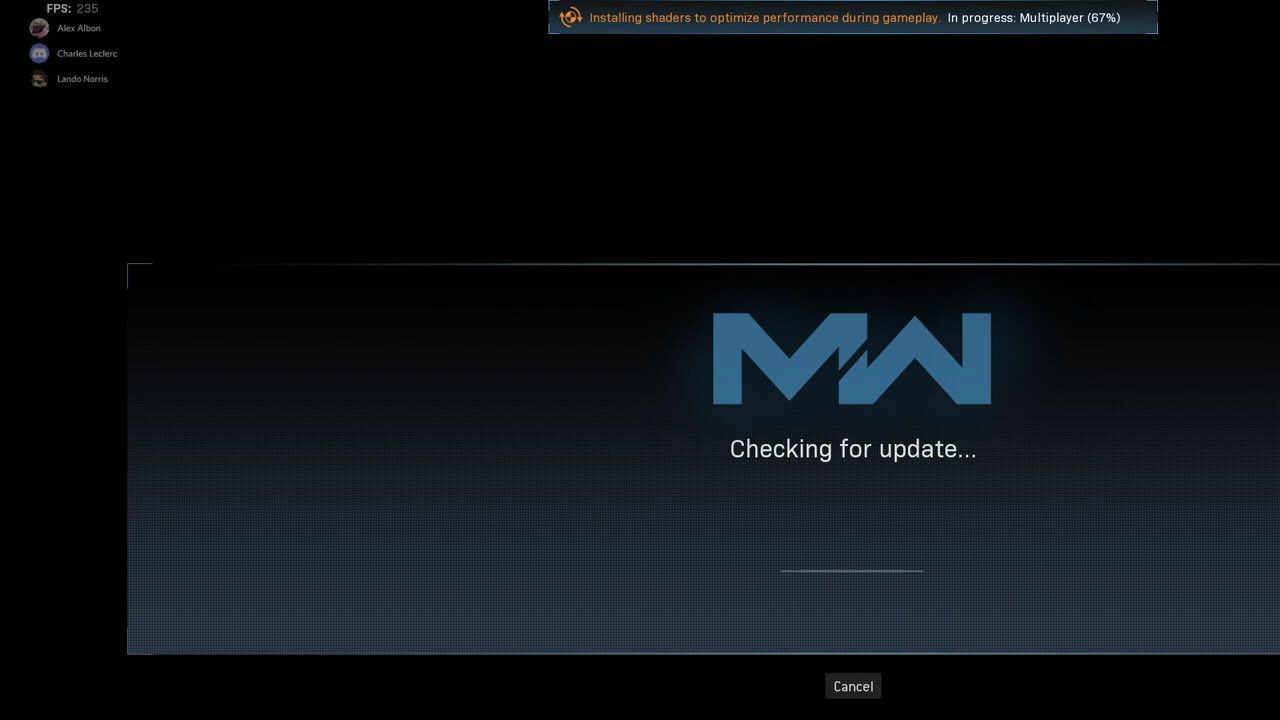 FPS: 235
Alex Albon
Charles Leclerc
Lando Norris
Installing shaders to optimize performance during gameplay. In progress: Multiplayer (67%)
MW
Checking for update...
Cancel